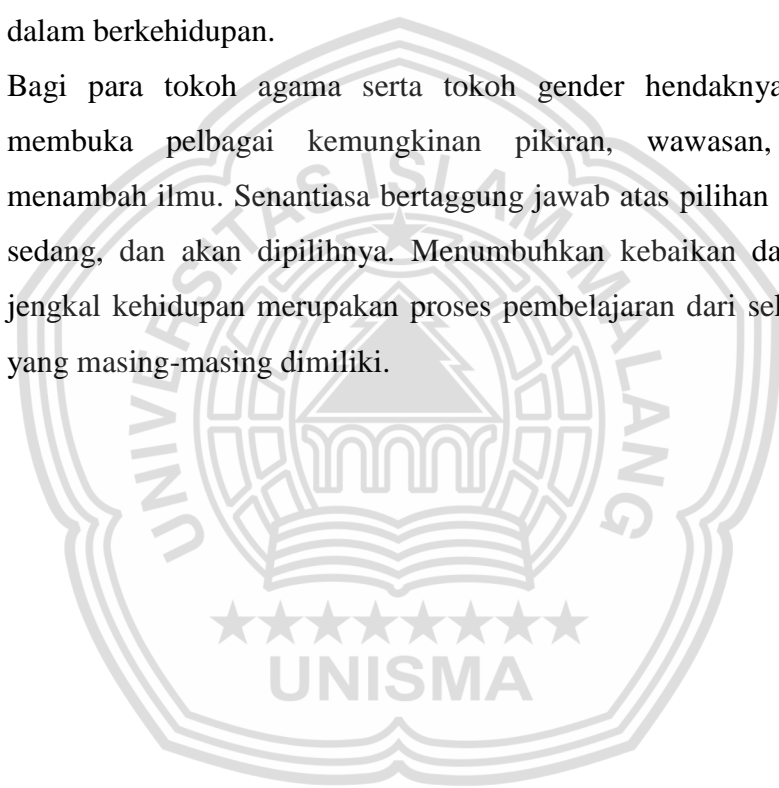 dalam berkehidupan.
Bagi para tokoh agama serta tokoh gender hendaknya
membuka pelbagai kemungkinan pikiran, wawasan,
menambah ilmu. Senantiasa bertaggung jawab atas pilihan
sedang, dan akan dipilihnya. Menumbuhkan kebaikan da
jengkal kehidupan merupakan proses pembelajaran dari sel
yang masing-masing dimiliki.
UNIVERSITAS ISLAM MALANG
UNISMA